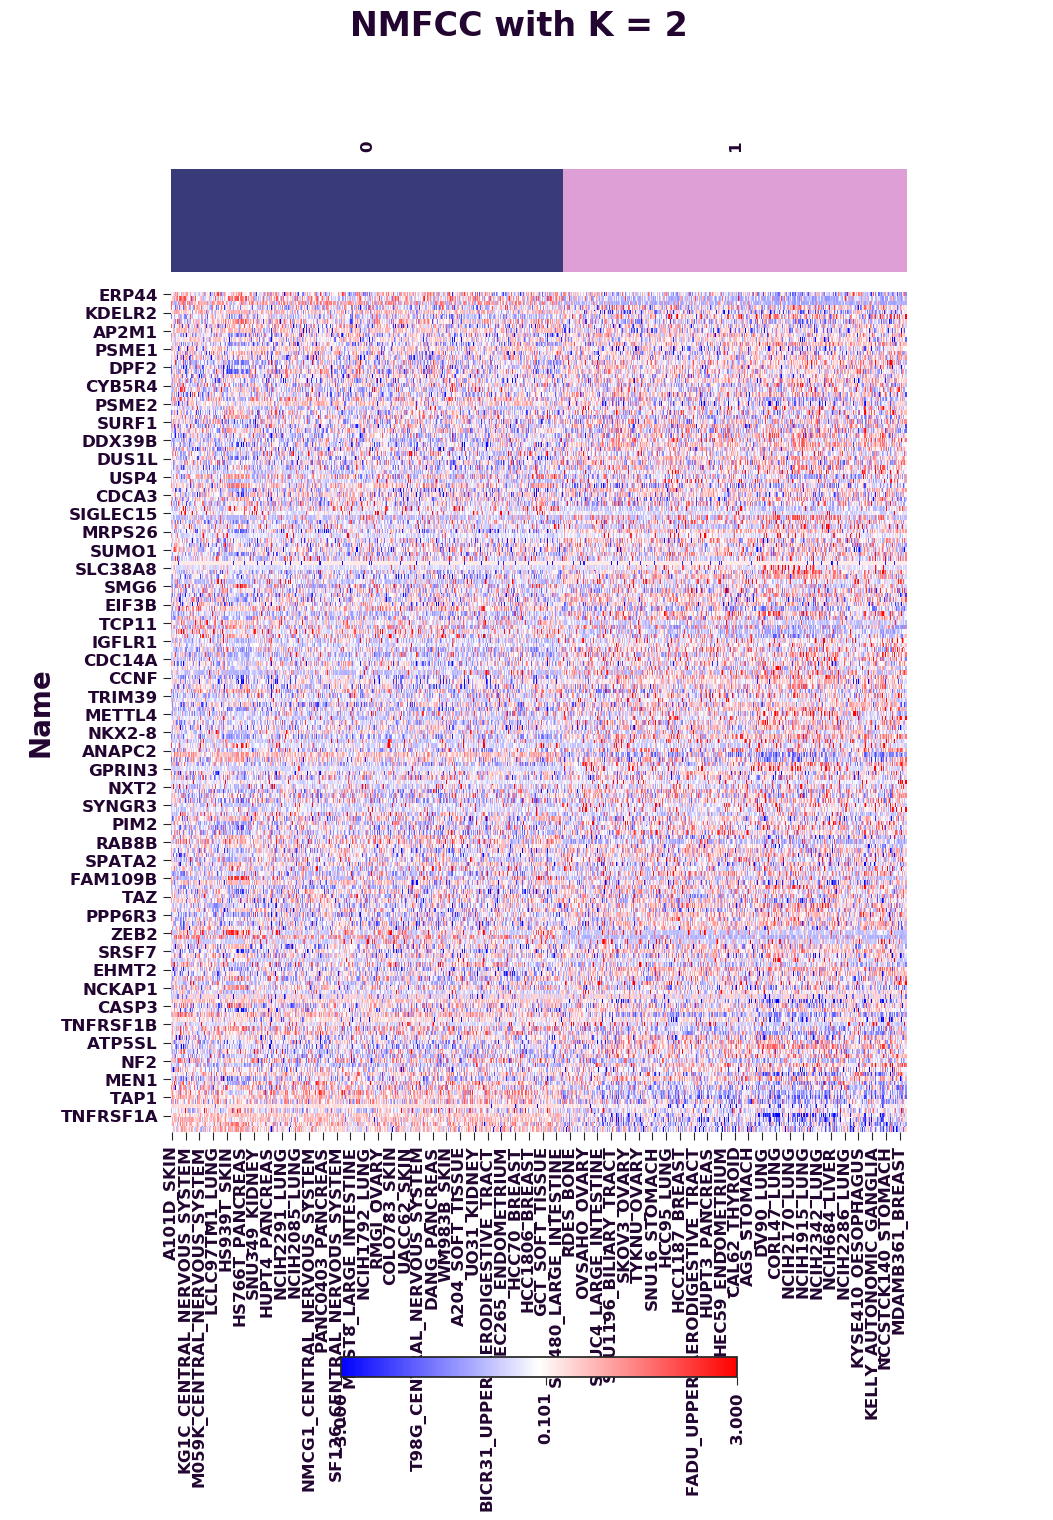 NMFCC with K = 2
0
1
Name
ERP44
KDELR2
AP2M1
PSME1
DPF2
CYB5R4
PSME2
SURF1
DDX39B
DUS1L
USP4
CDCA3
SIGLEC15
MRPS26
SUMO1
SLC38A8
SMG6
EIF3B
TCP11
IGFLR1
CDC14A
CCNF
TRIM39
METTL4
NKX2-8
ANAPC2
GPRIN3
NXT2
SYNGR3
PIM2
RAB8B
SPATA2
FAM109B
TAZ
PPP6R3
ZEB2
SRSF7
EHMT2
NCKAP1
CASP3
TNFRSF1B
ATP5SL
NF2
MEN1
TAP1
TNFRSF1A
A101D_SKIN
KG1C_CENTRAL_NERVOUS_SYSTEM
M059K_CENTRAL_NERVOUS_SYSTEM
LCLC97TM1_LUNG
HS939T_SKIN
HS766T_PANCREAS
SNU349_KIDNEY
HUPT4_PANCREAS
NCIH2291_LUNG
NCIH2085_LUNG
NMCG1_CENTRAL_NERVOUS_SYSTEM
PANC0403_PANCREAS
SF126_CENTRAL_NERVOUS_SYSTEM
NCIH1792_LUNG
RMGI_OVARY
COLO783_SKIN
UACC62_SKIN
DANG_PANCREAS
WM983B_SKIN
A204_SOFT_TISSUE
UO31_KIDNEY
HCC70_BREAST
HCC1806_BREAST
GCT_SOFT_TISSUE
RDES_BONE
OVSAHO_OVARY
SKOV3_OVARY
TYKNU_OVARY
SNU16_STOMACH
HCC95_LUNG
HCC1187_BREAST
HUPT3_PANCREAS
HEC59_ENDOMETRIUM
CAL62_THYROID
AGS_STOMACH
DV90_LUNG
CORL47_LUNG
NCIH2170_LUNG
NCIH1915_LUNG
NCIH2342_LUNG
NCIH684_LIVER
NCIH2286_LUNG
KYSE410_OESOPHAGUS
KELLY_AUTONOMIC_GANGLIA
NCCSTCK140_STOMACH
MDAMB361_BREAST
0.101
3.000